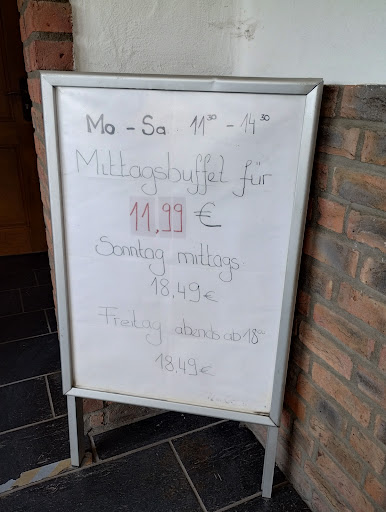 Mo - Sa 11³⁰ - 14³⁰
Mittagsbuffet für
11,99 €
Sonntag mittags
18,49 €
Freitag abends ab 18⁰⁰
18,49 €